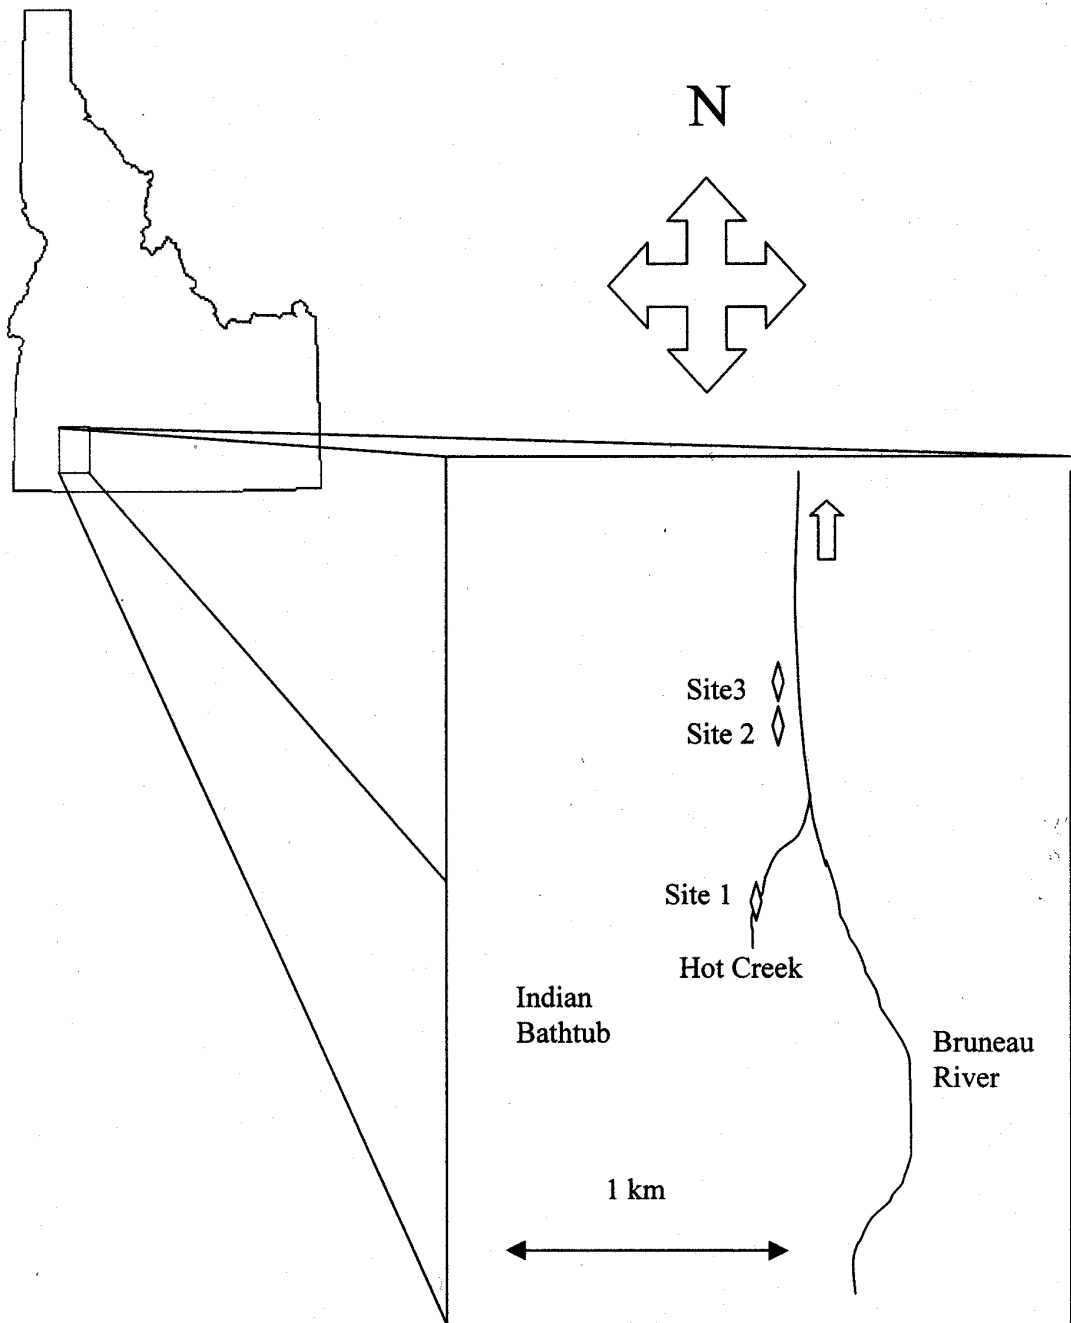 N
Site3
Site 2
Site 1
Hot Creek
Indian
Bathtub
Bruneau
River
1 km